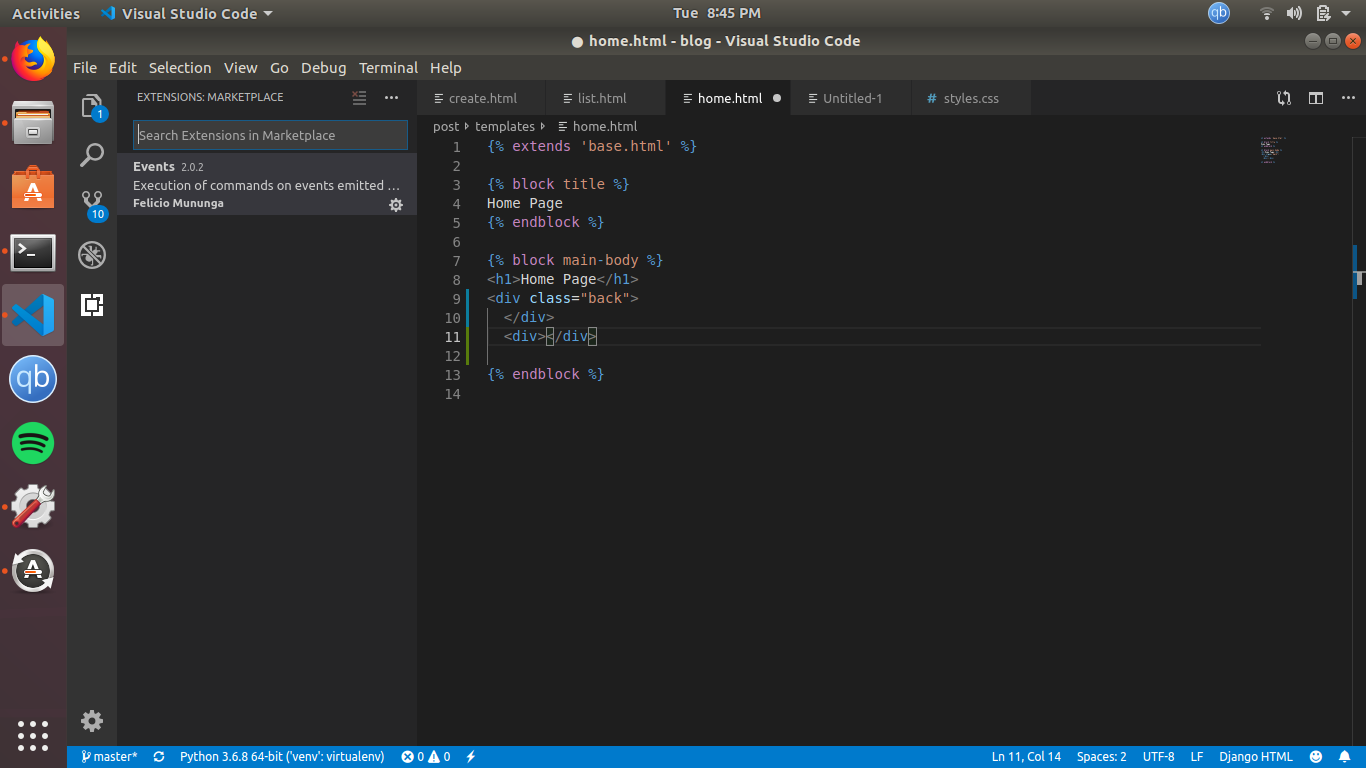 Activities Visual Studio Code Tue 8:45 PM qb
● home.html - blog - Visual Studio Code
File Edit Selection View Go Debug Terminal Help
EXTENSIONS: MARKETPLACE
Search Extensions in Marketplace
Events 2.0.2
Execution of commands on events emitted ...
Felicio Mununga
1
10
qb
create.html list.html home.html Untitled-1 # styles.css
post templates home.html
1 {% extends 'base.html' %}
2
3 {% block title %}
4 Home Page
5 {% endblock %}
6
7 {% block main-body %}
8 <h1>Home Page</h1>
9 <div class="back">
10 </div>
11 <div></div>
12
13 {% endblock %}
14
master* Python 3.6.8 64-bit ('venv': virtualenv) 0 0 Ln 11, Col 14 Spaces: 2 UTF-8 LF Django HTML